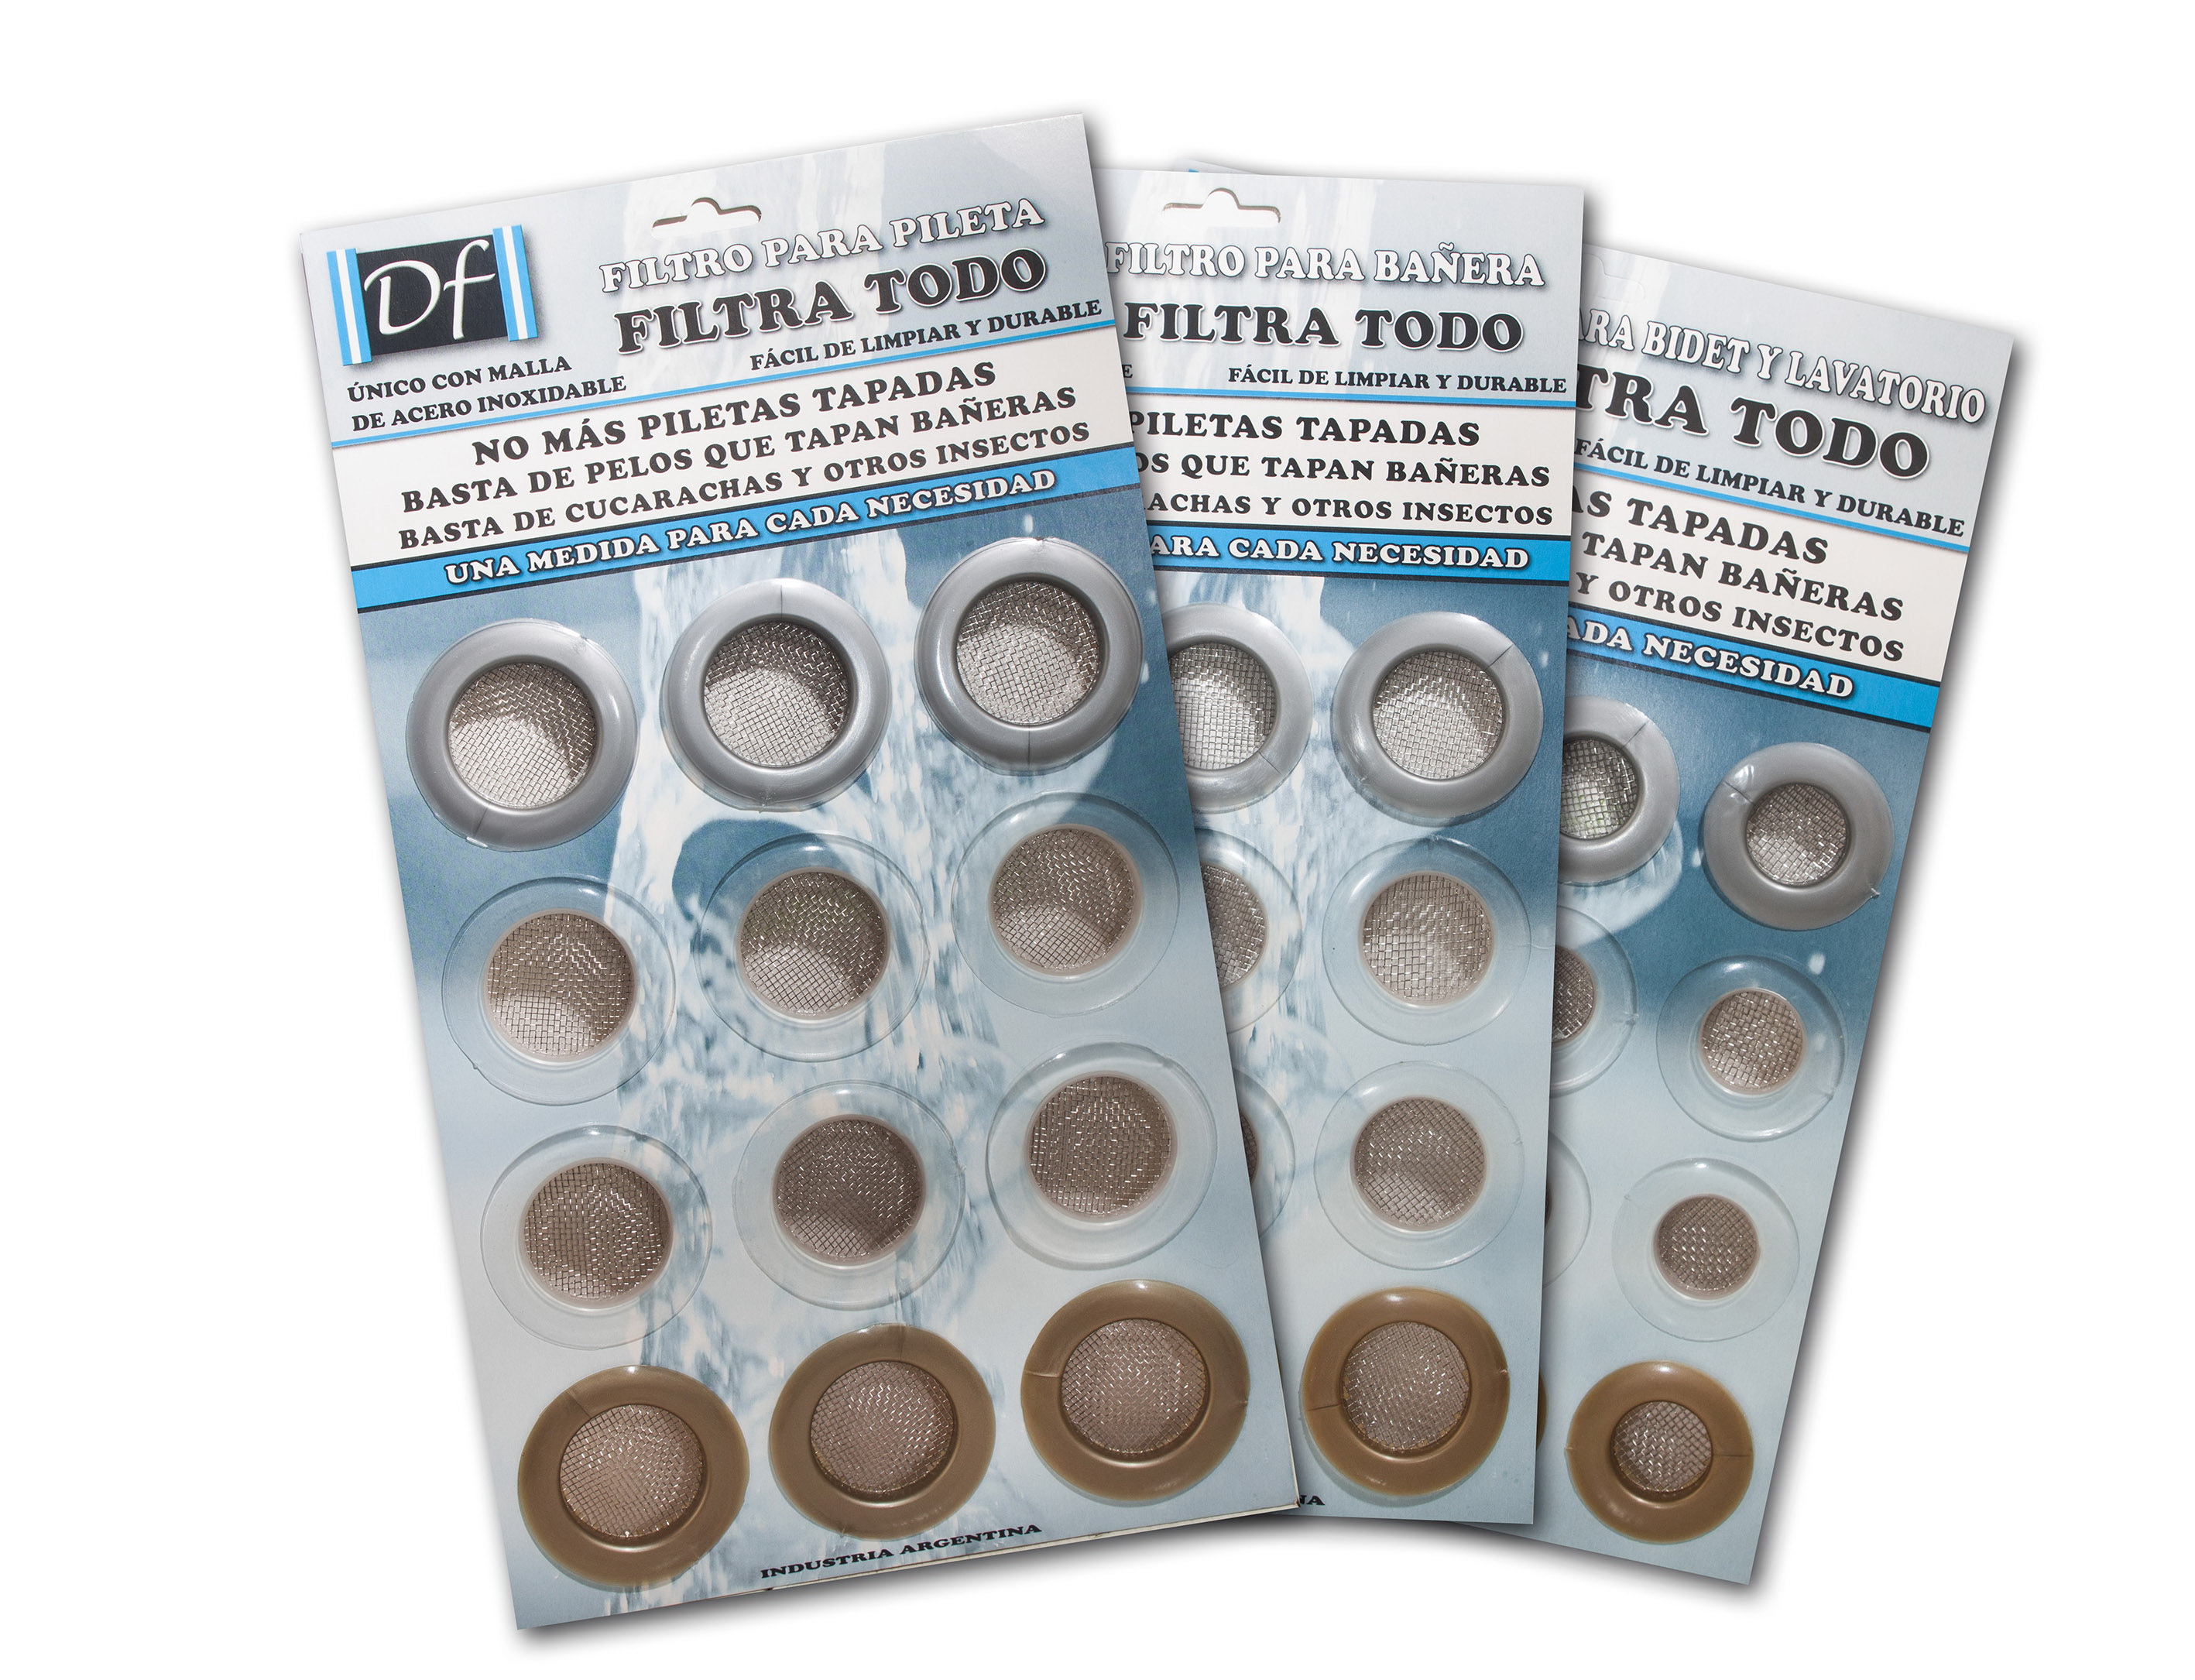 Df
FILTRO PARA PILETA
FILTRA TODO
FÁCIL DE LIMPIAR Y DURABLE
ÚNICO CON MALLA
DE ACERO INOXIDABLE
NO MÁS PILETAS TAPADAS
BASTA DE PELOS QUE TAPAN BAÑERAS
BASTA DE CUCARACHAS Y OTROS INSECTOS
UNA MEDIDA PARA CADA NECESIDAD
INDUSTRIA ARGENTINA
FILTRO PARA BAÑERA
FILTRA TODO
E
FÁCIL DE LIMPIAR Y DURABLE
PILETAS TAPADAS
OS QUE TAPAN BAÑERAS
ACHAS Y OTROS INSECTOS
ARA CADA NECESIDAD
NA
ARA BIDET Y LAVATORIO
TRA TODO
FÁCIL DE LIMPIAR Y DURABLE
AS TAPADAS
TAPAN BAÑERAS
Y OTROS INSECTOS
ADA NECESIDAD